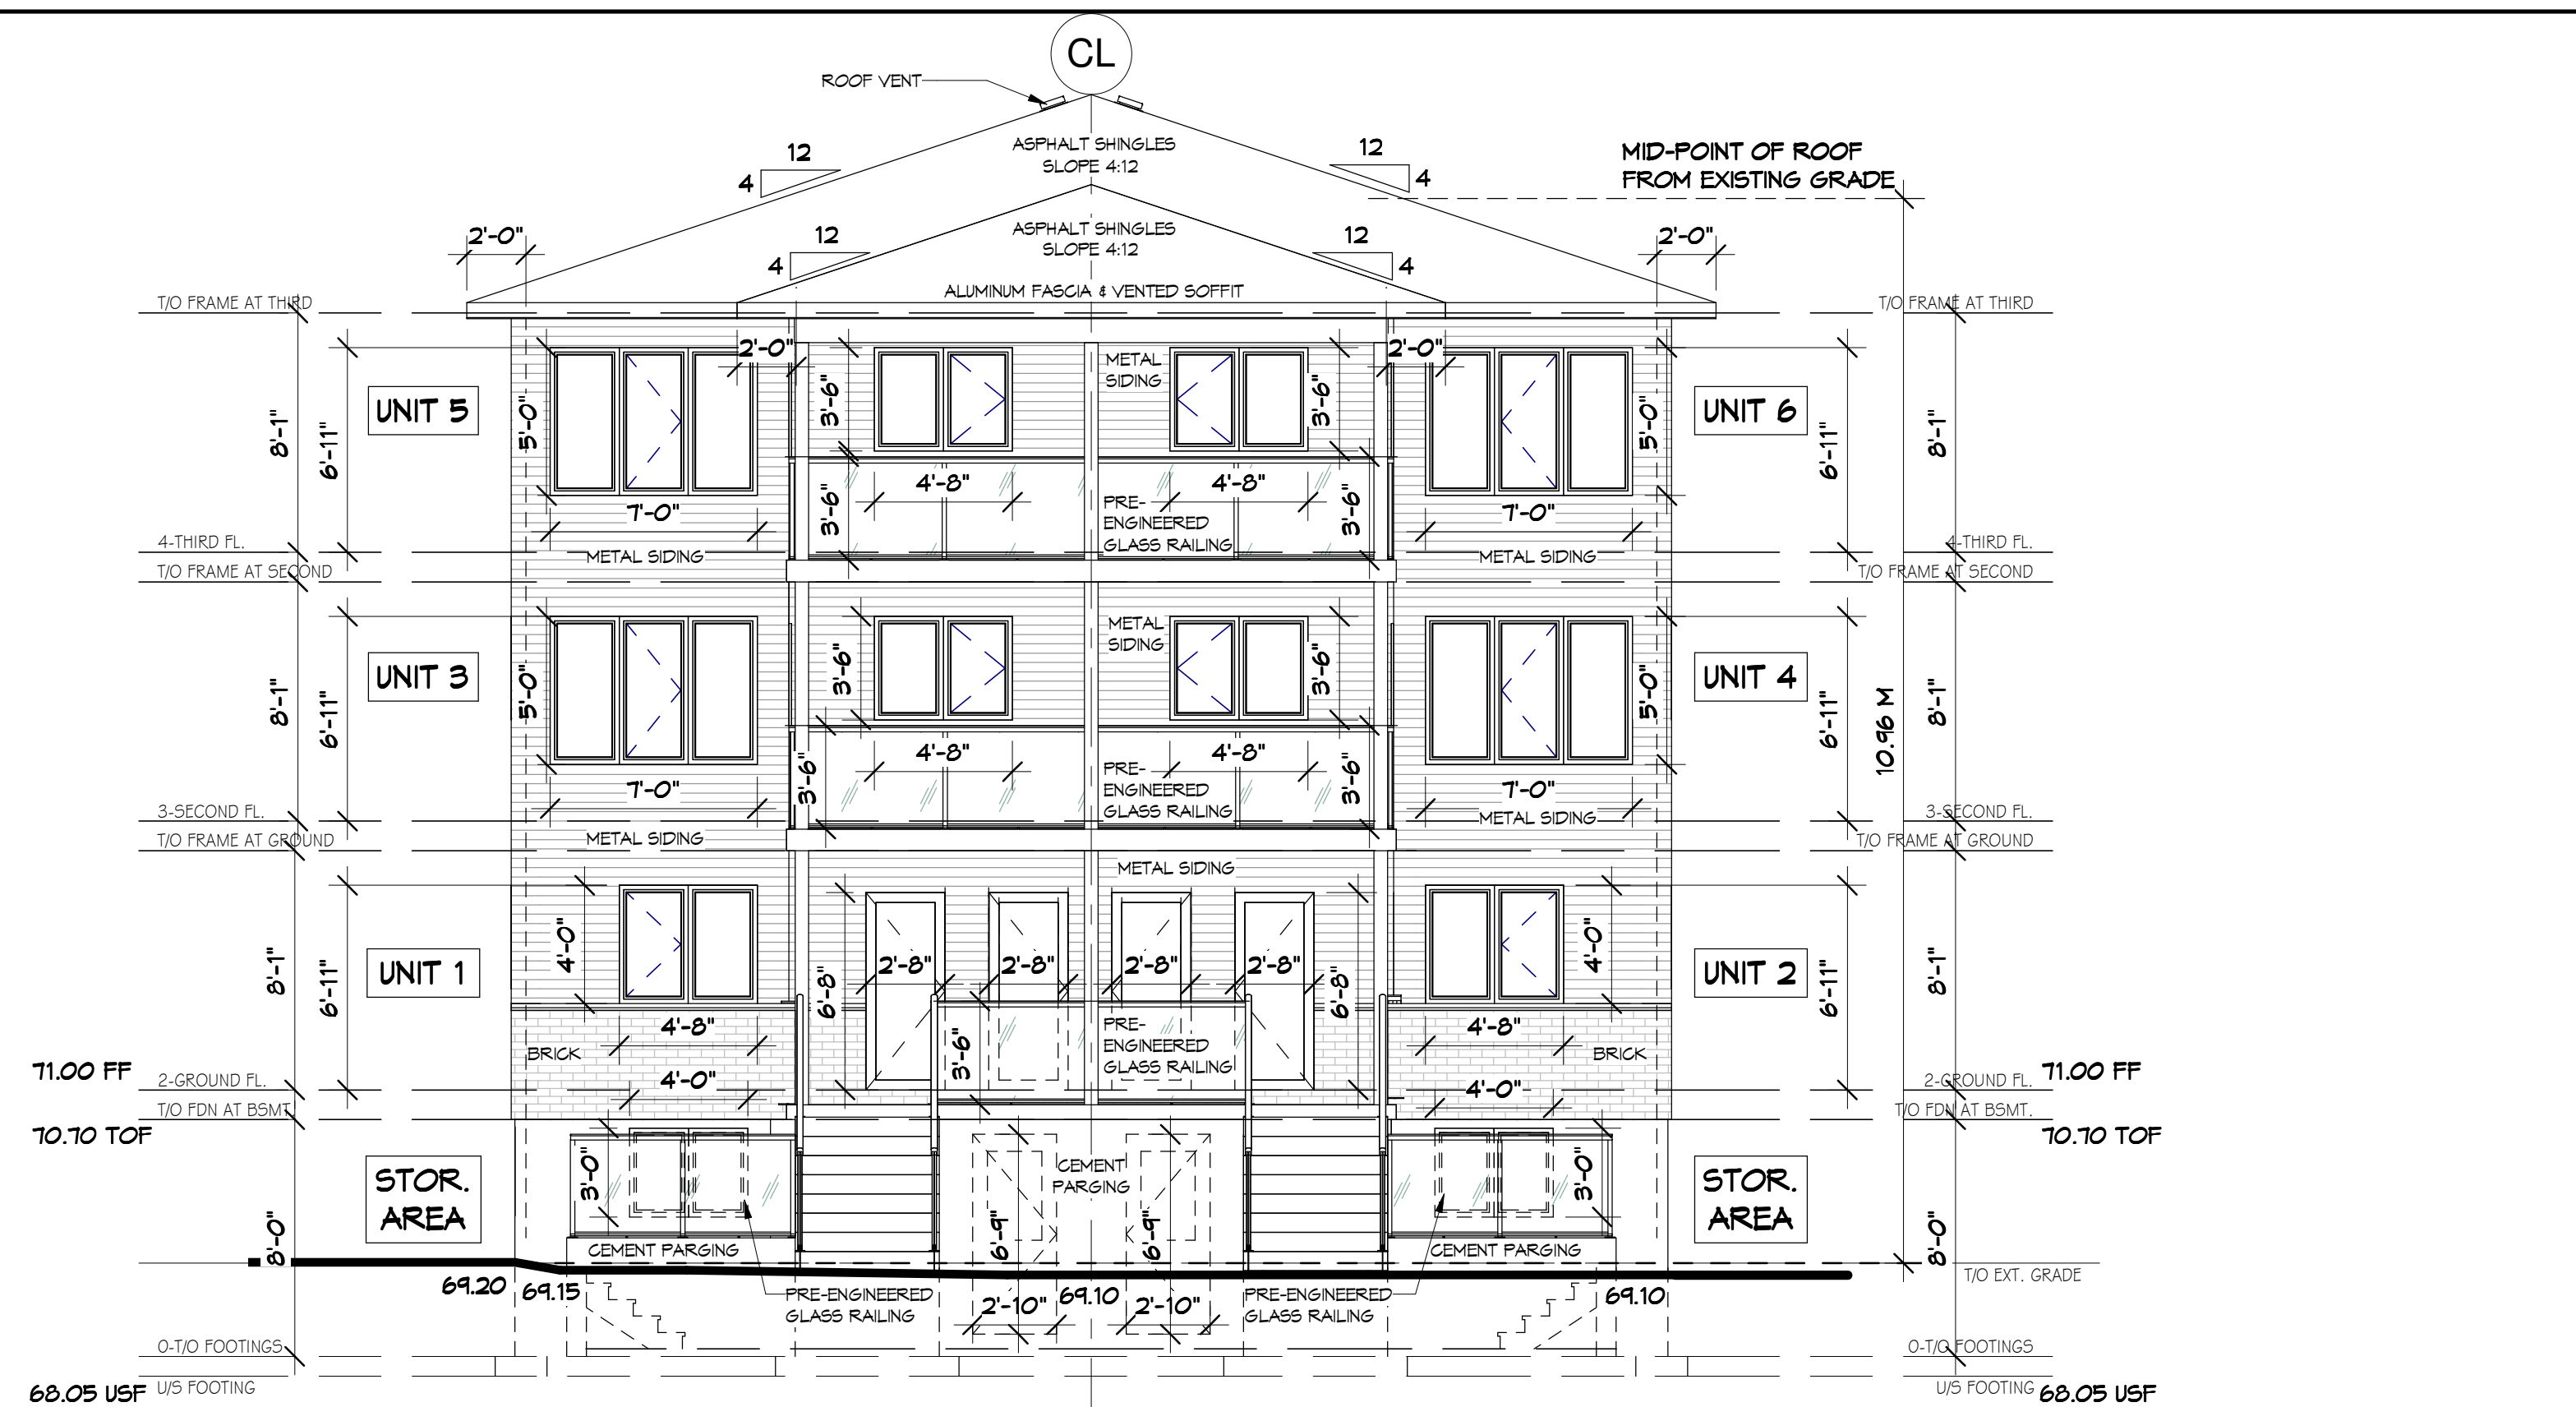 CL
ROOF VENT
ASPHALT SHINGLES
SLOPE 4:12
12
4
12
4
MID-POINT OF ROOF
FROM EXISTING GRADE
ASPHALT SHINGLES
SLOPE 4:12
12
4
12
4
2'-0"
2'-0"
ALUMINUM FASCIA & VENTED SOFFIT
T/O FRAME AT THIRD
T/O FRAME AT THIRD
2'-0"
METAL
SIDING
2'-0"
8'-1"
6'-11"
UNIT 5
5'-0"
3'-6"
3'-6"
5'-0"
UNIT 6
6'-11"
8'-1"
7'-0"
3'-6"
4'-8"
PRE-
ENGINEERED
GLASS RAILING
4'-8"
3'-6"
7'-0"
4-THIRD FL.
METAL SIDING
METAL SIDING
4-THIRD FL.
T/O FRAME AT SECOND
T/O FRAME AT SECOND
METAL
SIDING
8'-1"
6'-11"
UNIT 3
5'-0"
3'-6"
3'-6"
5'-0"
UNIT 4
6'-11"
10.96 M
8'-1"
7'-0"
3'-6"
4'-8"
PRE-
ENGINEERED
GLASS RAILING
4'-8"
3'-6"
7'-0"
3-SECOND FL.
METAL SIDING
3-SECOND FL.
T/O FRAME AT GROUND
METAL SIDING
T/O FRAME AT GROUND
METAL SIDING
8'-1"
6'-11"
UNIT 1
4'-0"
6'-8"
2'-8"
2'-8"
2'-8"
2'-8"
6'-8"
4'-0"
UNIT 2
6'-11"
8'-1"
4'-8"
3'-6"
PRE-
ENGINEERED
GLASS RAILING
4'-8"
BRICK
BRICK
71.00 FF
2-GROUND FL.
4'-0"
4'-0"
2-GROUND FL.
71.00 FF
T/O FDN AT BSMT.
T/O FDN AT BSMT.
70.70 TOF
70.70 TOF
STOR.
AREA
3'-0"
CEMENT
PARGING
3'-0"
STOR.
AREA
8'-0"
CEMENT PARGING
6'-9"
6'-9"
CEMENT PARGING
8'-0"
T/O EXT. GRADE
69.20
69.15
PRE-ENGINEERED
GLASS RAILING
2'-10"
69.10
2'-10"
PRE-ENGINEERED
GLASS RAILING
69.10
0-T/O FOOTINGS
0-T/O FOOTINGS
68.05 USF
U/S FOOTING
U/S FOOTING
68.05 USF